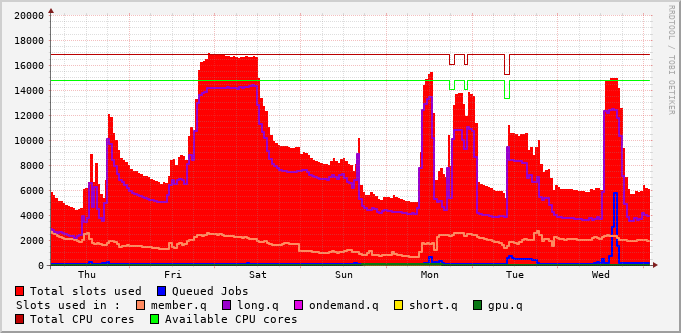 20000
18000
16000
14000
12000
10000
8000
6000
4000
2000
0
Thu Fri Sat Sun Mon Tue Wed
RRDTOOL / TOBI OETIKER
Total slots used Queued Jobs
Slots used in : member.q long.q ondemand.q short.q gpu.q
Total CPU cores Available CPU cores